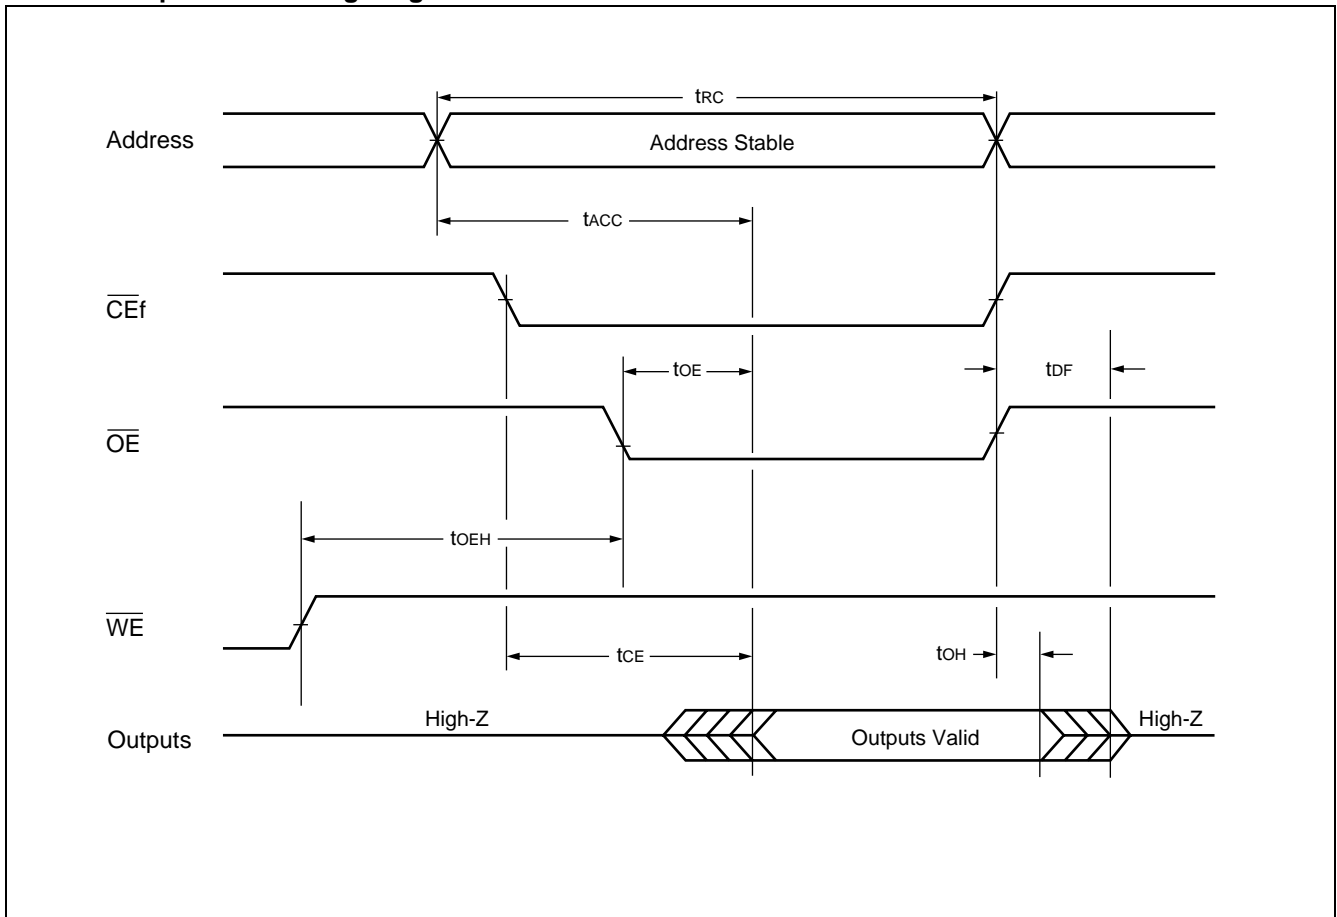 tRC
Address
Address Stable
tACC
CEf
tOE
tDF
OE
tOEH
WE
tCE
tOH
High-Z
High-Z
Outputs
Outputs Valid